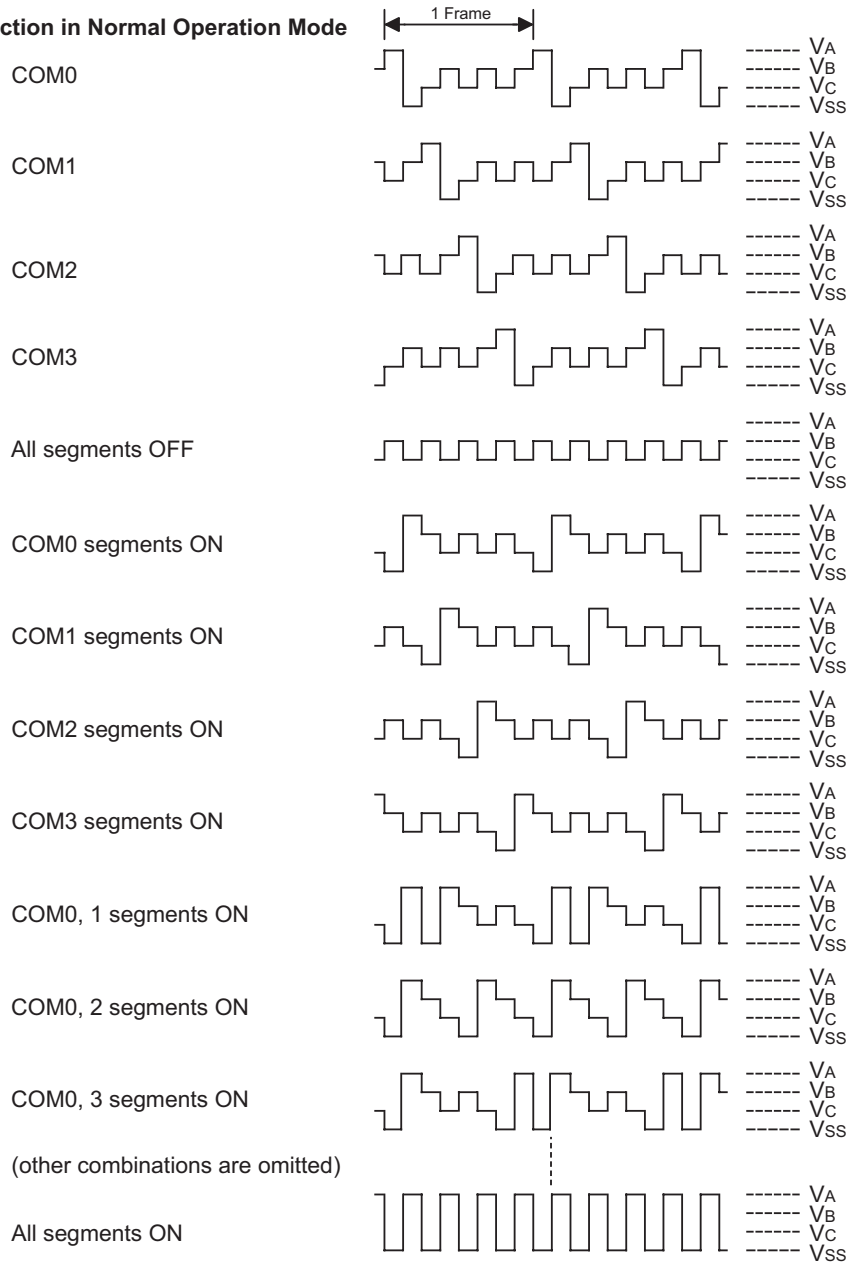 ction in Normal Operation Mode
1 Frame
COM0
VA
VB
VC
VSS
COM1
VA
VB
VC
VSS
COM2
VA
VB
VC
VSS
COM3
VA
VB
VC
VSS
All segments OFF
VA
VB
VC
VSS
COM0 segments ON
VA
VB
VC
VSS
COM1 segments ON
VA
VB
VC
VSS
COM2 segments ON
VA
VB
VC
VSS
COM3 segments ON
VA
VB
VC
VSS
COM0, 1 segments ON
VA
VB
VC
VSS
COM0, 2 segments ON
VA
VB
VC
VSS
COM0, 3 segments ON
VA
VB
VC
VSS
(other combinations are omitted)
All segments ON
VA
VB
VC
VSS